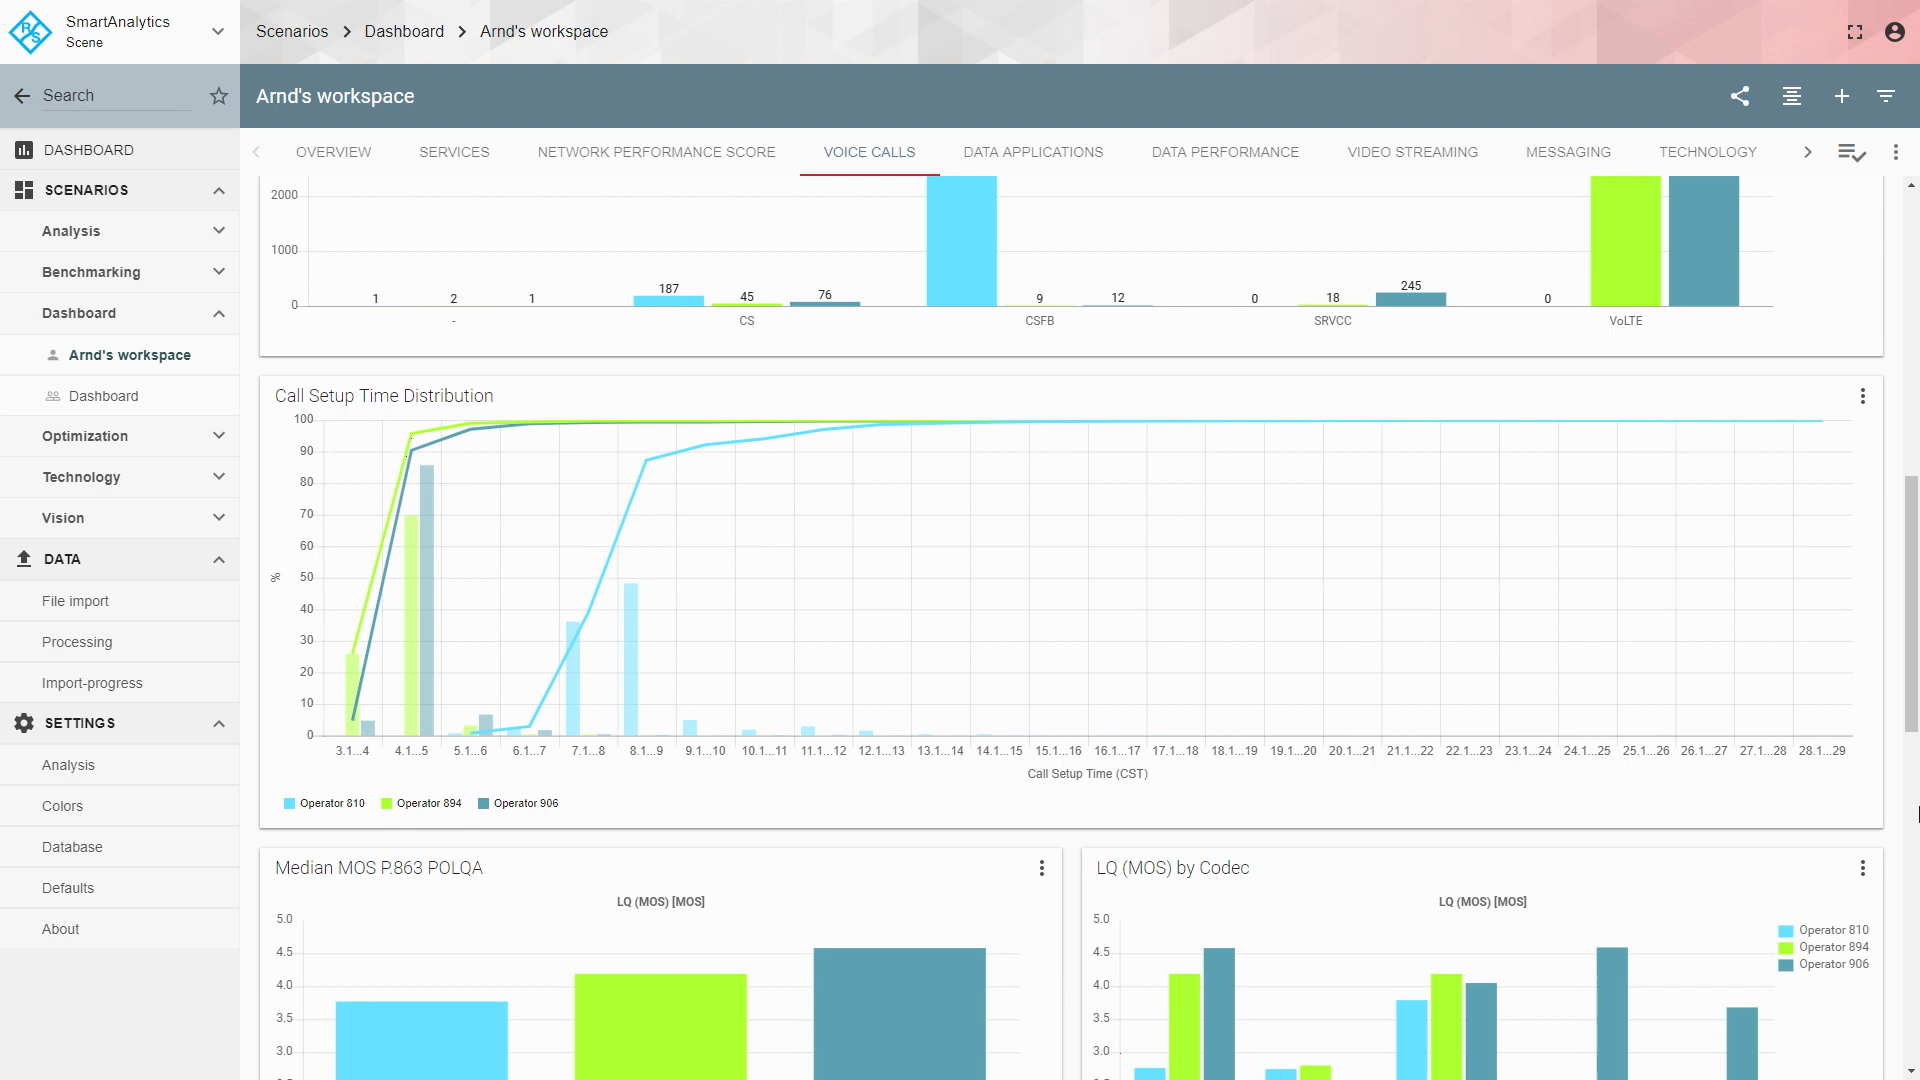 SmartAnalytics
Scene
Scenarios > Dashboard > Arnd's workspace
Search
Arnd's workspace
DASHBOARD
SCENARIOS
Analysis
Benchmarking
Dashboard
Arnd's workspace
Dashboard
Optimization
Technology
Vision
DATA
File import
Processing
Import-progress
SETTINGS
Analysis
Colors
Database
Defaults
About
OVERVIEW SERVICES NETWORK PERFORMANCE SCORE VOICE CALLS DATA APPLICATIONS DATA PERFORMANCE VIDEO STREAMING MESSAGING TECHNOLOGY
2000
1000
0
1 2 1 187 45 76 9 12 0 18 245 0
- CS CSFB SRVCC VoLTE
Call Setup Time Distribution
100
90
80
70
60
50
40
30
20
10
0
%
3.1...4 4.1...5 5.1...6 6.1...7 7.1...8 8.1...9 9.1...10 10.1...11 11.1...12 12.1...13 13.1...14 14.1...15 15.1...16 16.1...17 17.1...18 18.1...19 19.1...20 20.1...21 21.1...22 22.1...23 23.1...24 24.1...25 25.1...26 26.1...27 27.1...28 28.1...29
Call Setup Time (CST)
Operator 810 Operator 894 Operator 906
Median MOS P.863 POLQA
LQ (MOS) [MOS]
5.0
4.5
4.0
3.5
3.0
LQ (MOS) by Codec
LQ (MOS) [MOS]
5.0
4.5
4.0
3.5
3.0
Operator 810
Operator 894
Operator 906